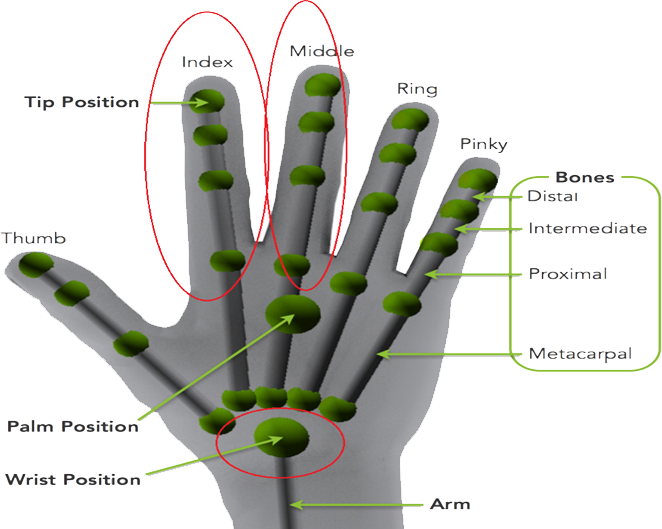 Middle
Index
Ring
Tip Position
Pinky
Bones
Distal
Intermediate
Thumb
Proximal
Metacarpal
Palm Position
Wrist Position
Arm